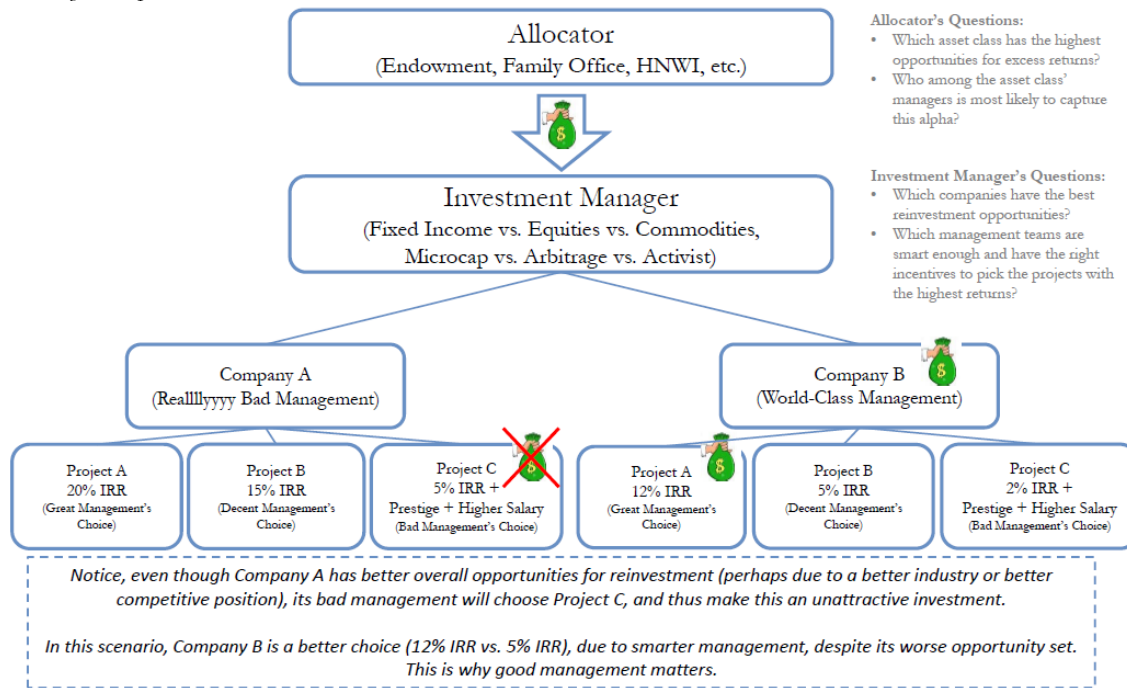 Allocator
(Endowment, Family Office, HNWI, etc.)
Allocator's Questions:
• Which asset class has the highest
opportunities for excess returns?
• Who among the asset class'
managers is most likely to capture
this alpha?
$
Investment Manager
(Fixed Income vs. Equities vs. Commodities,
Microcap vs. Arbitrage vs. Activist)
Investment Manager's Questions:
• Which companies have the best
reinvestment opportunities?
• Which management teams are
smart enough and have the right
incentives to pick the projects with
the highest returns?
Company A
(Reallllyyyy Bad Management)
Company B
(World-Class Management)
$
Project A
20% IRR
(Great Management's
Choice)
Project B
15% IRR
(Decent Management's
Choice)
Project C
5% IRR +
Prestige + Higher Salary
(Bad Management's Choice)
$
Project A
12% IRR
(Great Management's
Choice)
$
Project B
5% IRR
(Decent Management's
Choice)
Project C
2% IRR +
Prestige + Higher Salary
(Bad Management's Choice)
Notice, even though Company A has better overall opportunities for reinvestment (perhaps due to a better industry or better
competitive position), its bad management will choose Project C, and thus make this an unattractive investment.
In this scenario, Company B is a better choice (12% IRR vs. 5% IRR), due to smarter management, despite its worse opportunity set.
This is why good management matters.